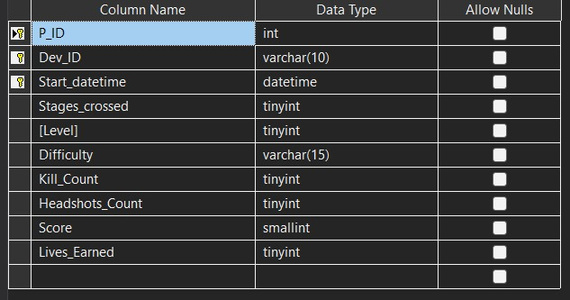 Column Name Data Type Allow Nulls
P_ID int
Dev_ID varchar(10)
Start_datetime datetime
Stages_crossed tinyint
[Level] tinyint
Difficulty varchar(15)
Kill_Count tinyint
Headshots_Count tinyint
Score smallint
Lives_Earned tinyint